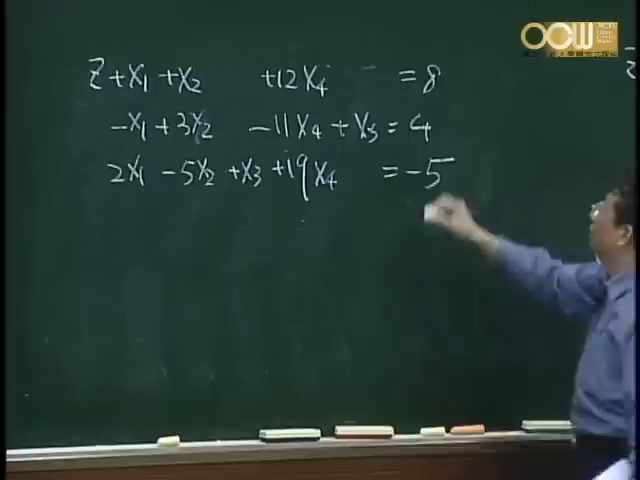 OCW
Z + X1 + X2 + 12X4 = 8
-X1 + 3X2 - 11X4 + X5 = 4
2X1 - 5X2 + X3 + 19X4 = -5